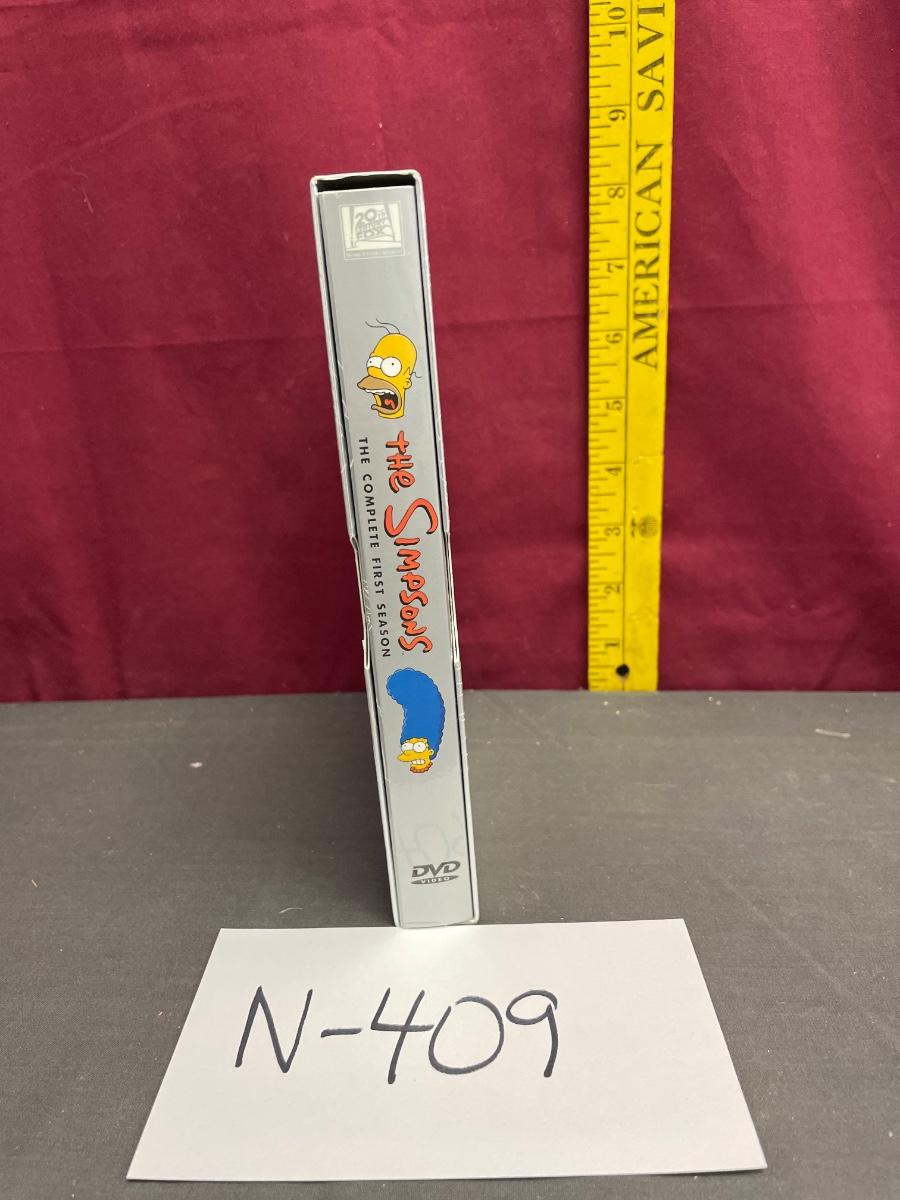 20TH
CENTURY
FOX
THE SIMPSONS
THE COMPLETE FIRST SEASON
DVD
VIDEO
10
9
8
7
6
5
4
3
2
1
AMERICAN SAVI
N-409